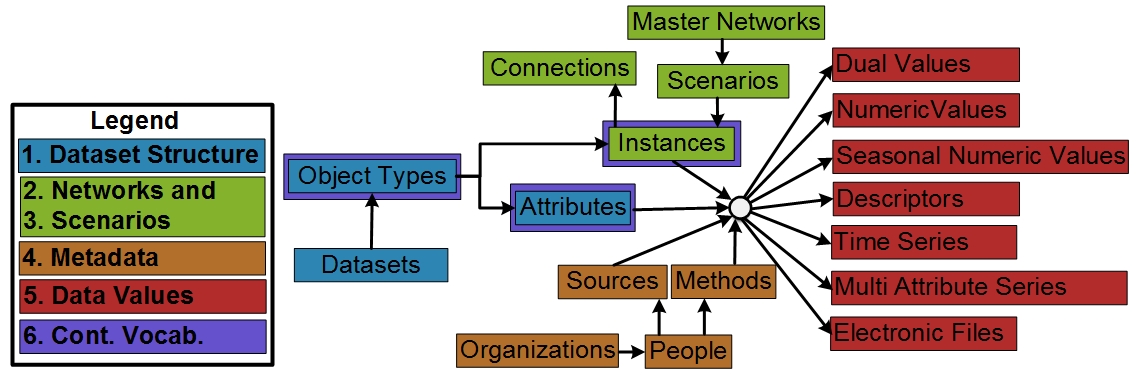 Master Networks
Connections
Scenarios
Dual Values
NumericValues
Legend
1. Dataset Structure
2. Networks and
3. Scenarios
4. Metadata
5. Data Values
6. Cont. Vocab.
Object Types
Instances
Seasonal Numeric Values
Attributes
Descriptors
Datasets
Time Series
Sources
Methods
Multi Attribute Series
Organizations
People
Electronic Files